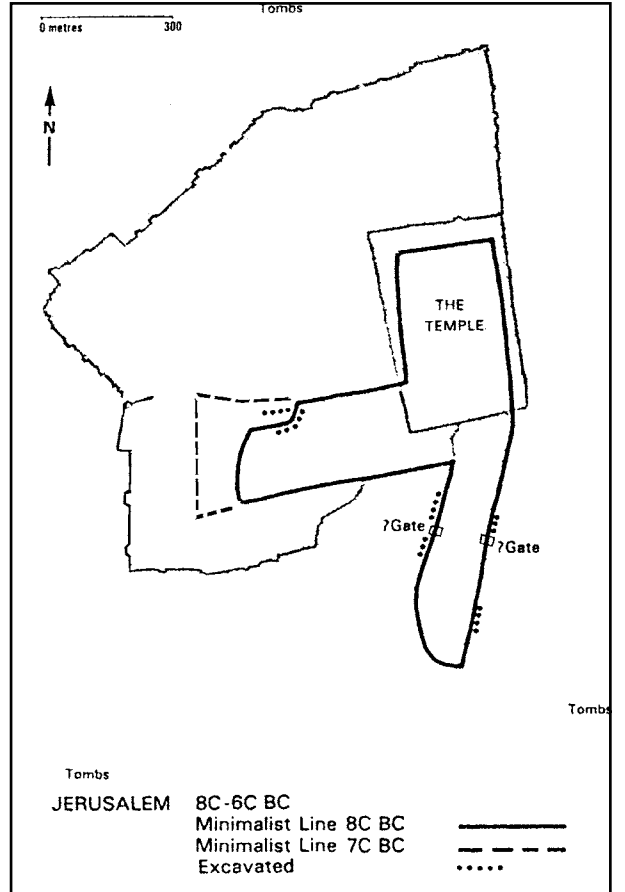 Tombs
0 metres 300
N
THE
TEMPLE
?Gate
?Gate
Tombs
Tombs
JERUSALEM 8C-6C BC
Minimalist Line 8C BC
Minimalist Line 7C BC
Excavated